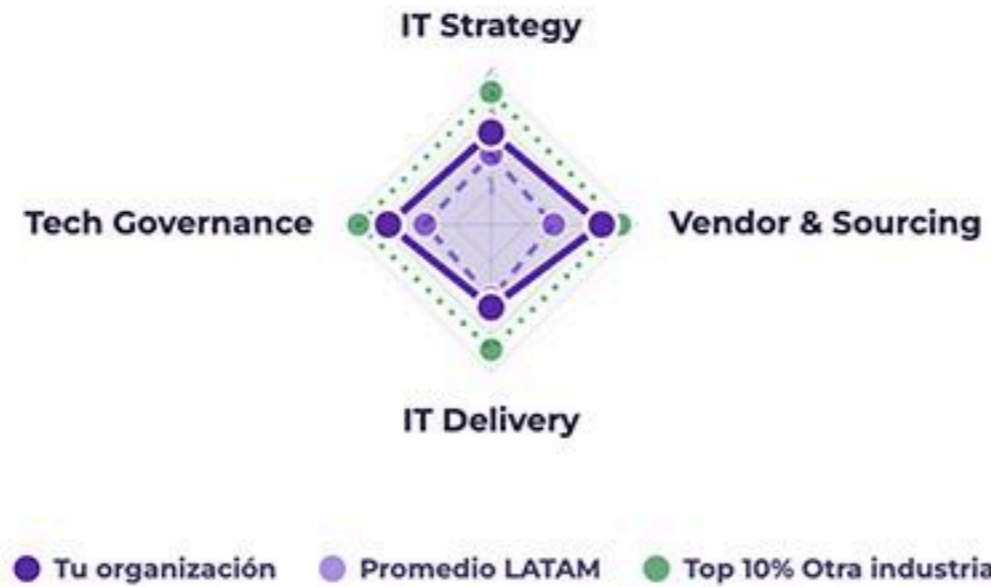 IT Strategy
Tech Governance
Vendor & Sourcing
IT Delivery
Tu organización
Promedio LATAM
Top 10% Otra industria